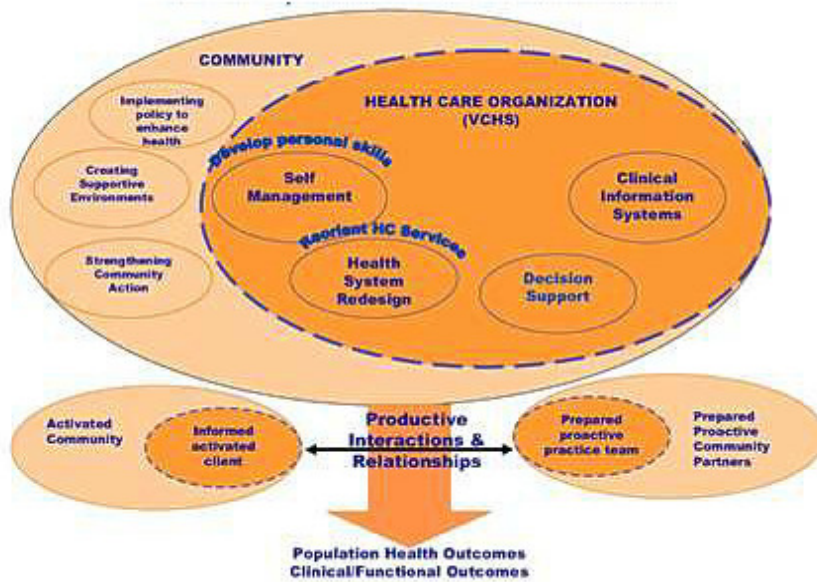 COMMUNITY
HEALTH CARE ORGANIZATION
(VCHS)
Implementing
policy to
enhance
health
Develop personal skills
Creating
Supportive
Environments
Self
Management
Clinical
Information
Systems
Reorient HC Services
Strengthening
Community
Action
Health
System
Redesign
Decision
Support
Activated
Community
Informed
activated
client
Productive
Interactions &
Relationships
Prepared
proactive
practice team
Prepared
Proactive
Community
Partners
Population Health Outcomes
Clinical/Functional Outcomes